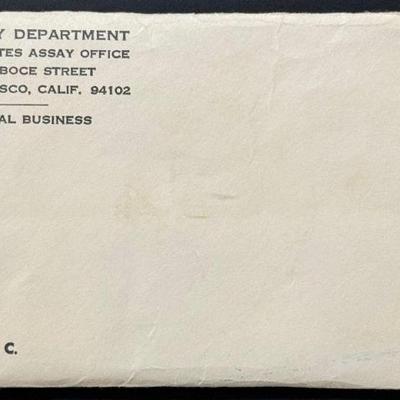 Y DEPARTMENT
TES ASSAY OFFICE
BOCE STREET
SCO, CALIF. 94102
AL BUSINESS
C.